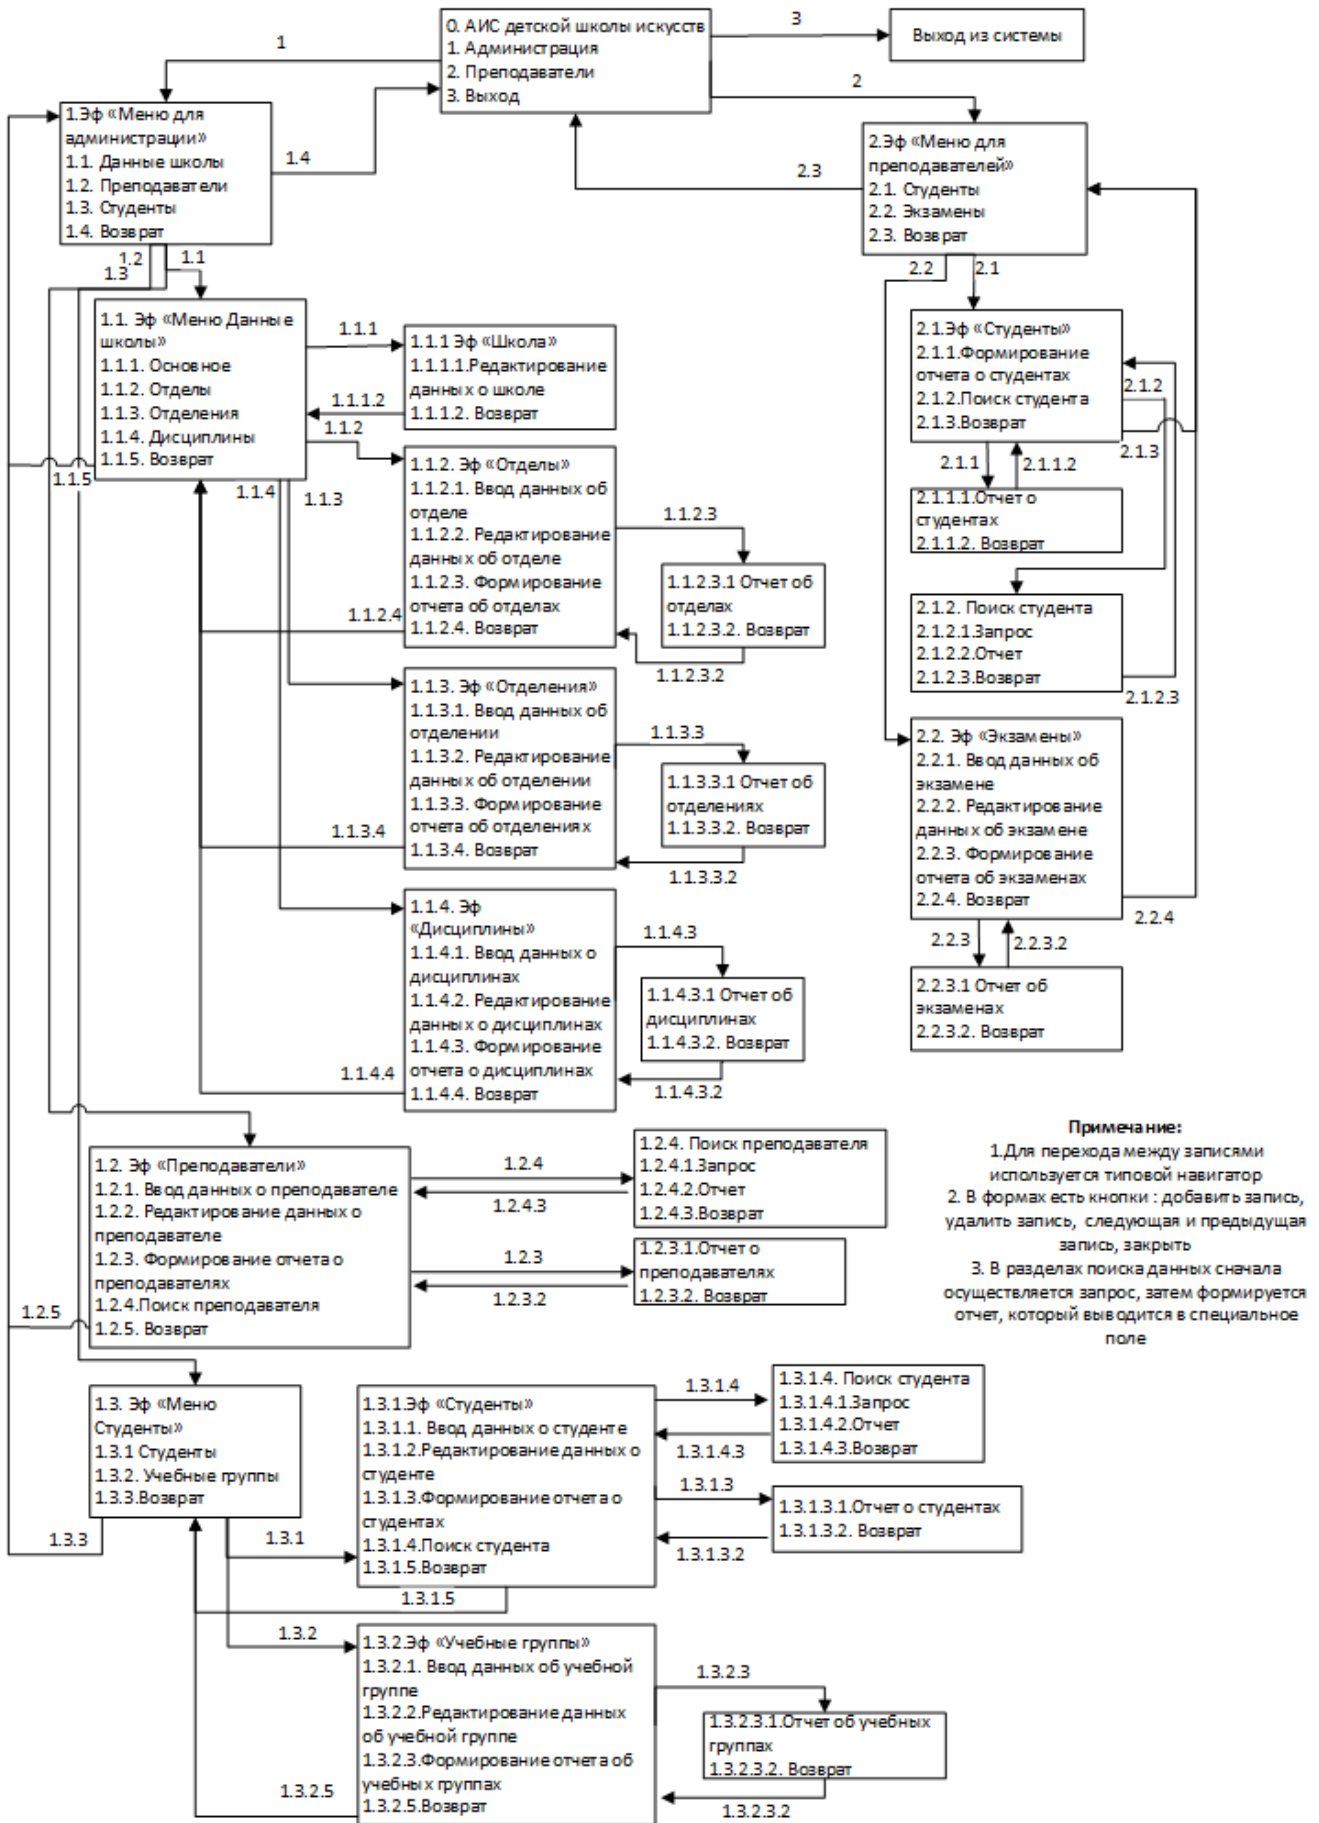 0. АИС детской школы искусств
1. Администрация
2. Преподаватели
3. Выход
3
Выход из системы
1
2
1.Эф «Меню для
администрации»
1.1. Данные школы
1.2. Преподаватели
1.3. Студенты
1.4. Возврат
1.4
2.3
2.Эф «Меню для
преподавателей»
2.1. Студенты
2.2. Экзамены
2.3. Возврат
1.2
1.3
1.1
2.2
2.1
1.1. Эф «Меню Данные
школы»
1.1.1. Основное
1.1.2. Отделы
1.1.3. Отделения
1.1.4. Дисциплины
1.1.5. Возврат
1.1.1
1.1.1.2
1.1.2
1.1.5
1.1.4
1.1.3
1.1.1 Эф «Школа»
1.1.1.1.Редактирование
данных о школе
1.1.1.2. Возврат
2.1.Эф «Студенты»
2.1.1.Формирование
отчета о студентах
2.1.2.Поиск студента
2.1.3.Возврат
2.1.2
2.1.3
2.1.1
2.1.1.2
1.1.2. Эф «Отделы»
1.1.2.1. Ввод данных об
отделе
1.1.2.2. Редактирование
данных об отделе
1.1.2.3. Формирование
отчета об отделах
1.1.2.4. Возврат
1.1.2.3
1.1.2.3.1 Отчет об
отделах
1.1.2.3.2. Возврат
1.1.2.4
1.1.2.3.2
2.1.1.1.Отчет о
студентах
2.1.1.2. Возврат
2.1.2. Поиск студента
2.1.2.1.Запрос
2.1.2.2.Отчет
2.1.2.3.Возврат
2.1.2.3
1.1.3. Эф «Отделения»
1.1.3.1. Ввод данных об
отделении
1.1.3.2. Редактирование
данных об отделении
1.1.3.3. Формирование
отчета об отделениях
1.1.3.4. Возврат
1.1.3.3
1.1.3.3.1 Отчет об
отделениях
1.1.3.3.2. Возврат
1.1.3.4
1.1.3.3.2
2.2. Эф «Экзамены»
2.2.1. Ввод данных об
экзамене
2.2.2. Редактирование
данных об экзамене
2.2.3. Формирование
отчета об экзаменах
2.2.4. Возврат
2.2.4
2.2.3
2.2.3.2
2.2.3.1 Отчет об
экзаменах
2.2.3.2. Возврат
1.1.4. Эф
«Дисциплины»
1.1.4.1. Ввод данных о
дисциплинах
1.1.4.2. Редактирование
данных о дисциплинах
1.1.4.3. Формирование
отчета о дисциплинах
1.1.4.4. Возврат
1.1.4.3
1.1.4.3.1 Отчет об
дисциплинах
1.1.4.3.2. Возврат
1.1.4.4
1.1.4.3.2
1.2. Эф «Преподаватели»
1.2.1. Ввод данных о преподавателе
1.2.2. Редактирование данных о
преподавателе
1.2.3. Формирование отчета о
преподавателях
1.2.4.Поиск преподавателя
1.2.5. Возврат
1.2.4
1.2.4.3
1.2.3
1.2.3.2
1.2.5
1.2.4. Поиск преподавателя
1.2.4.1.Запрос
1.2.4.2.Отчет
1.2.4.3.Возврат
1.2.3.1.Отчет о
преподавателях
1.2.3.2. Возврат
Примечание:
1.Для перехода между записями
используется типовой навигатор
2. В формах есть кнопки : добавить запись,
удалить запись, следующая и предыдущая
запись, закрыть
3. В разделах поиска данных сначала
осуществляется запрос, затем формируется
отчет, который выводится в специальное
поле
1.3. Эф «Меню
Студенты»
1.3.1 Студенты
1.3.2. Учебные группы
1.3.3.Возврат
1.3.3
1.3.1
1.3.1.Эф «Студенты»
1.3.1.1. Ввод данных о студенте
1.3.1.2.Редактирование данных о
студенте
1.3.1.3.Формирование отчета о
студентах
1.3.1.4.Поиск студента
1.3.1.5.Возврат
1.3.1.4
1.3.1.4.3
1.3.1.3
1.3.1.3.2
1.3.1.4. Поиск студента
1.3.1.4.1.Запрос
1.3.1.4.2.Отчет
1.3.1.4.3.Возврат
1.3.1.3.1.Отчет о студентах
1.3.1.3.2. Возврат
1.3.1.5
1.3.2
1.3.2.Эф «Учебные группы»
1.3.2.1. Ввод данных об учебной
группе
1.3.2.2.Редактирование данных
об учебной группе
1.3.2.3.Формирование отчета об
учебных группах
1.3.2.5.Возврат
1.3.2.3
1.3.2.3.1.Отчет об учебных
группах
1.3.2.3.2. Возврат
1.3.2.5
1.3.2.3.2